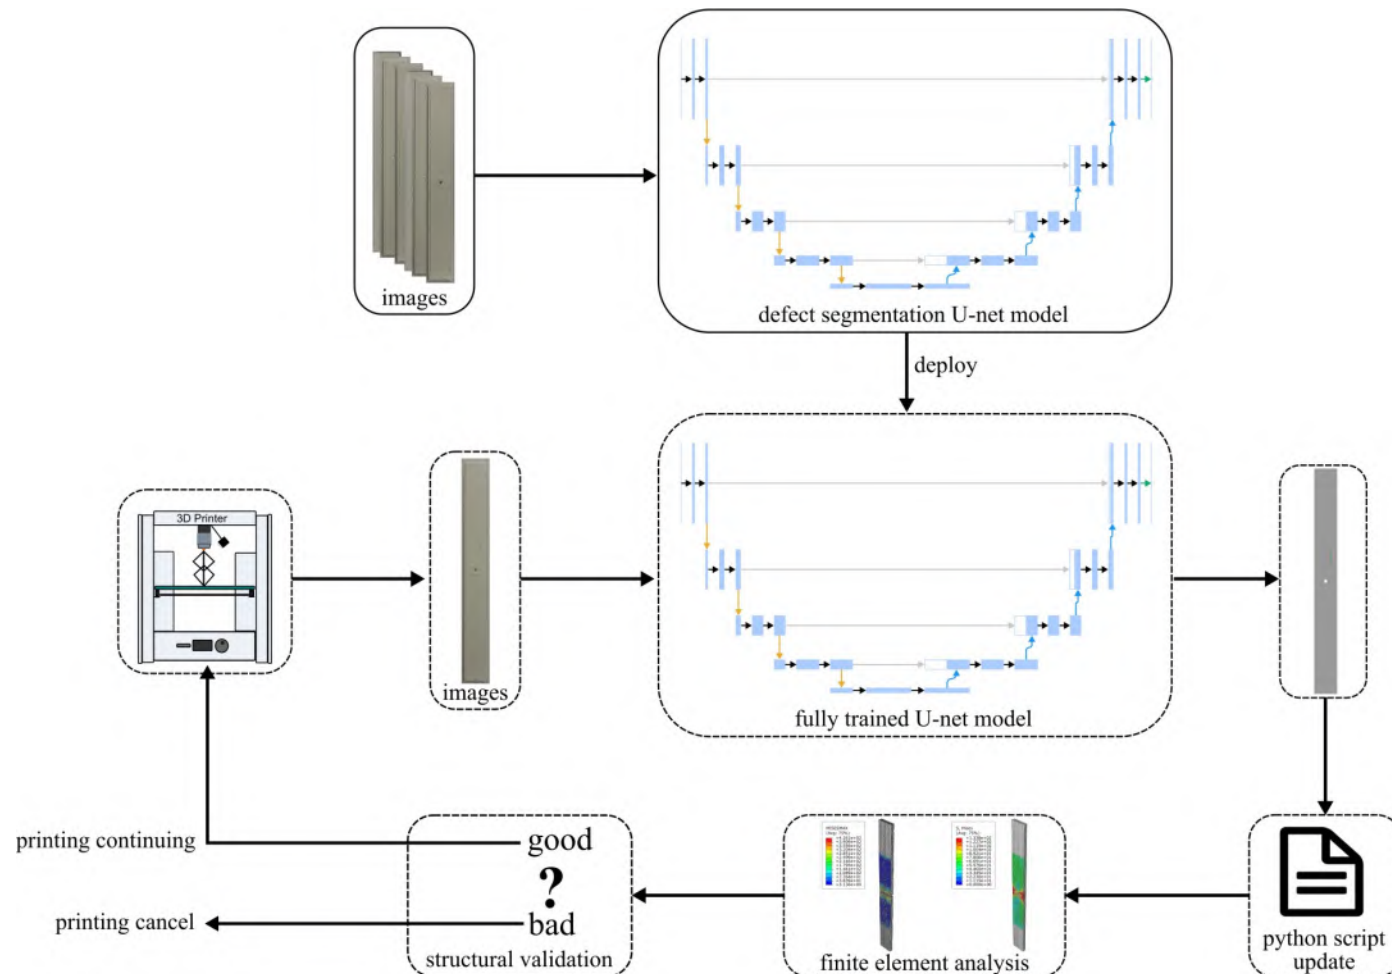 images
defect segmentation U-net model
deploy
3D Printer
images
fully trained U-net model
printing continuing
good
?
printing cancel
bad
structural validation
finite element analysis
python script
update